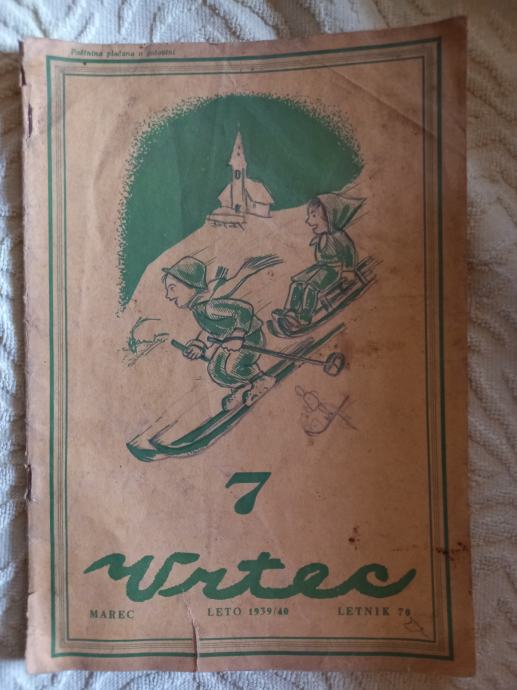 Poštnina plačana v gotovini
7
Vrtec
MAREC LETO 1939/40 LETNIK 70